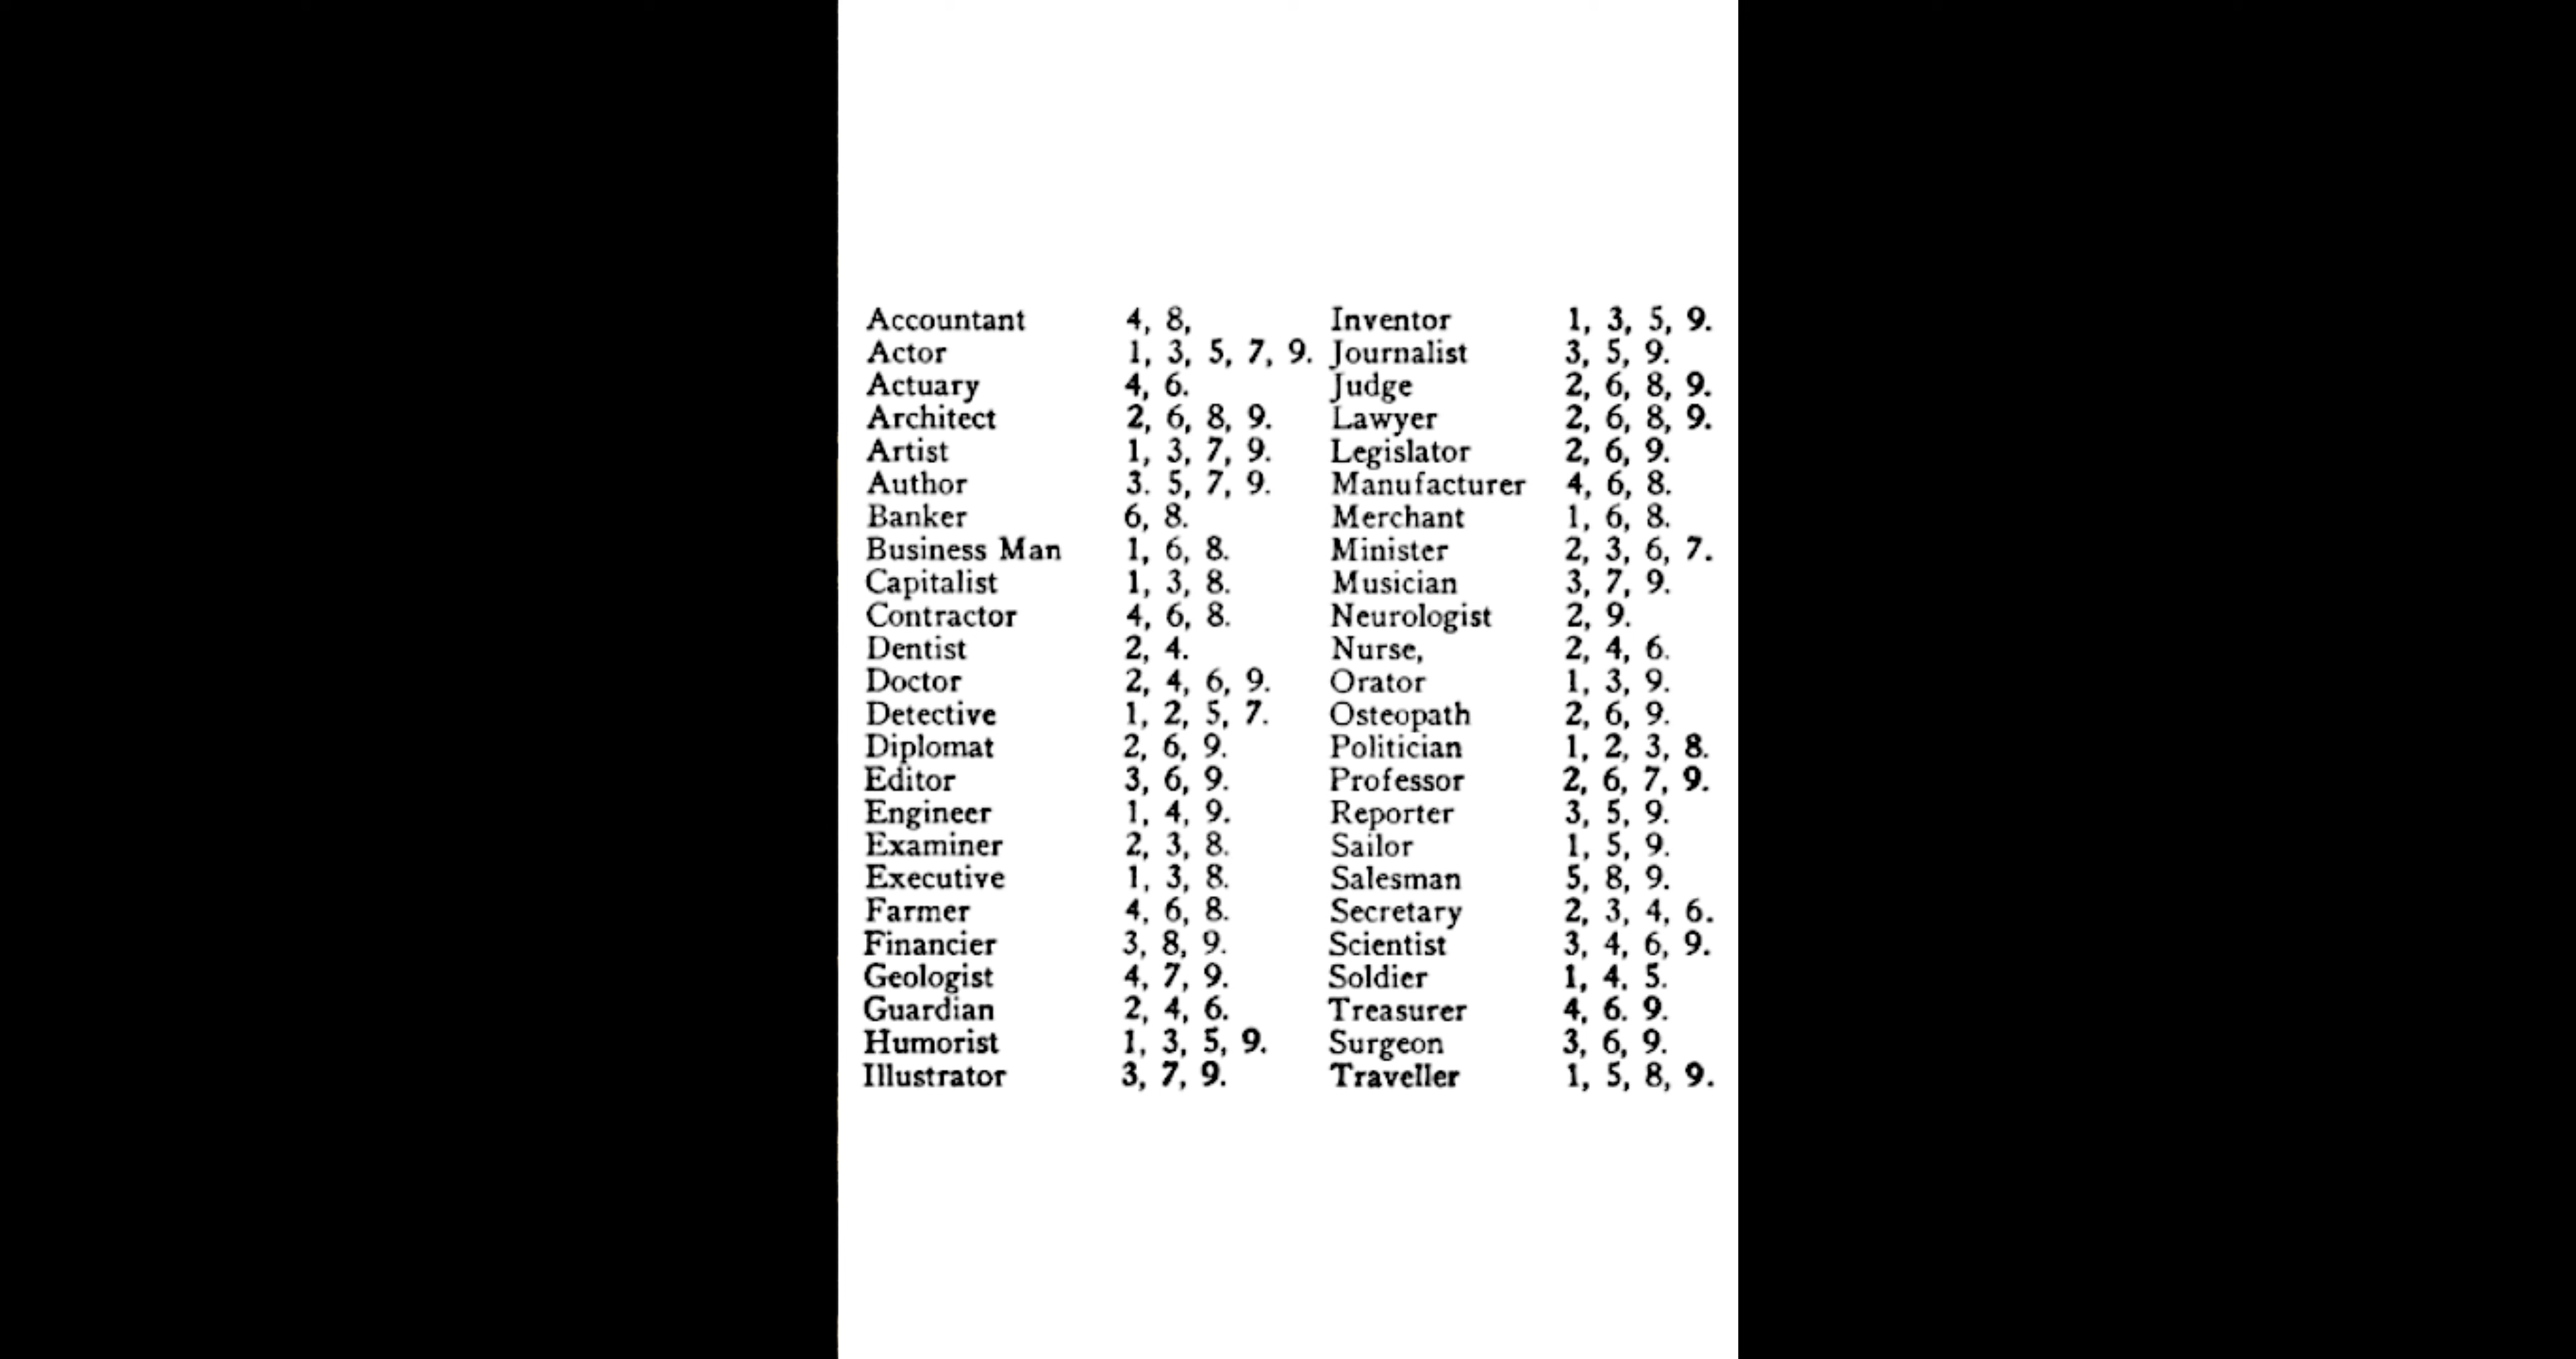 Accountant 4, 8, Inventor 1, 3, 5, 9.
Actor 1, 3, 5, 7, 9. Journalist 3, 5, 9.
Actuary 4, 6. Judge 2, 6, 8, 9.
Architect 2, 6, 8, 9. Lawyer 2, 6, 8, 9.
Artist 1, 3, 7, 9. Legislator 2, 6, 9.
Author 3. 5, 7, 9. Manufacturer 4, 6, 8.
Banker 6, 8. Merchant 1, 6, 8.
Business Man 1, 6, 8. Minister 2, 3, 6, 7.
Capitalist 1, 3, 8. Musician 3, 7, 9.
Contractor 4, 6, 8. Neurologist 2, 9.
Dentist 2, 4. Nurse, 2, 4, 6.
Doctor 2, 4, 6, 9. Orator 1, 3, 9.
Detective 1, 2, 5, 7. Osteopath 2, 6, 9.
Diplomat 2, 6, 9. Politician 1, 2, 3, 8.
Editor 3, 6, 9. Professor 2, 6, 7, 9.
Engineer 1, 4, 9. Reporter 3, 5, 9.
Examiner 2, 3, 8. Sailor 1, 5, 9.
Executive 1, 3, 8. Salesman 5, 8, 9.
Farmer 4, 6, 8. Secretary 2, 3, 4, 6.
Financier 3, 8, 9. Scientist 3, 4, 6, 9.
Geologist 4, 7, 9. Soldier 1, 4, 5.
Guardian 2, 4, 6. Treasurer 4, 6. 9.
Humorist 1, 3, 5, 9. Surgeon 3, 6, 9.
Illustrator 3, 7, 9. Traveller 1, 5, 8, 9.